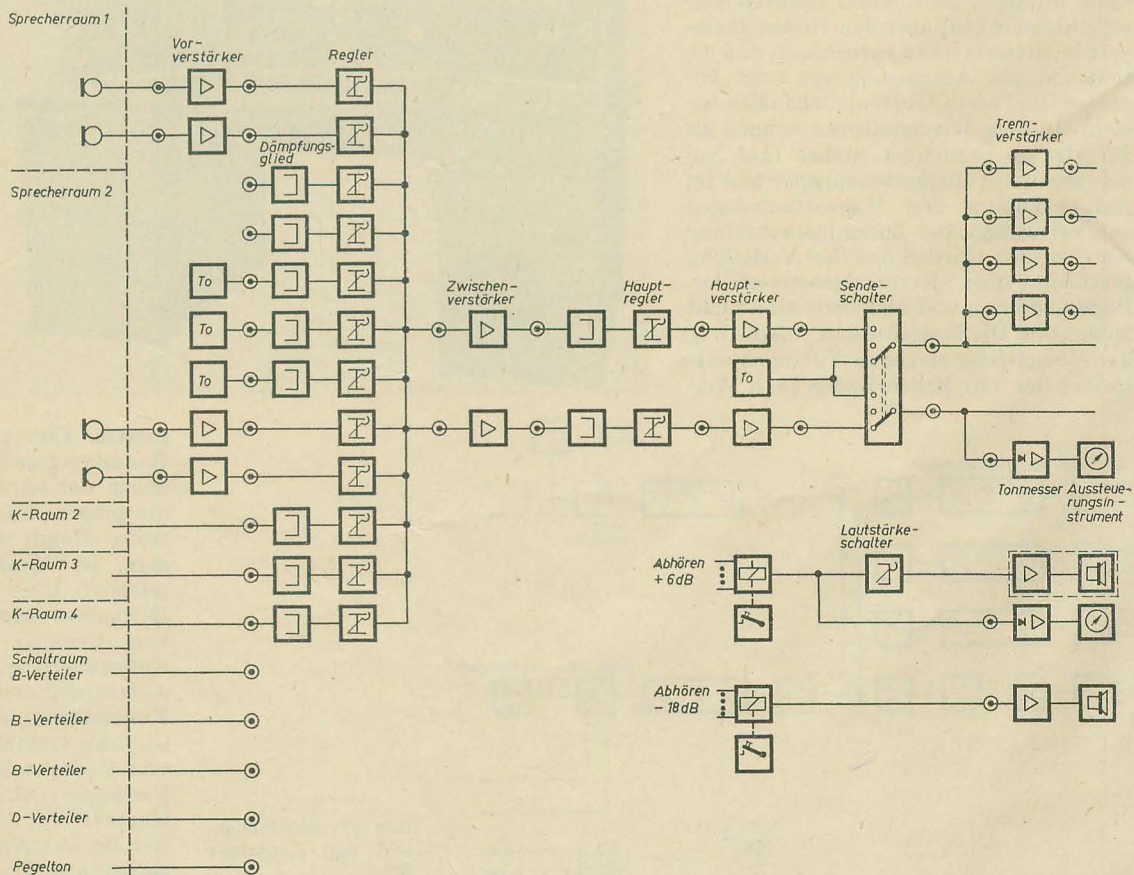 Sprecherraum 1
Vor-
verstärker
Regler
Dämpfungs-
glied
Sprecherraum 2
To
To
To
Zwischen-
verstärker
Haupt-
regler
Haupt-
verstärker
Sende-
schalter
Trenn-
verstärker
To
Tonmesser
Aussteue-
rungsin-
strument
K-Raum 2
K-Raum 3
K-Raum 4
Schaltraum
B-Verteiler
B-Verteiler
B-Verteiler
D-Verteiler
Pegelton
Abhören
+ 6dB
Lautstärke-
schalter
Abhören
- 18dB